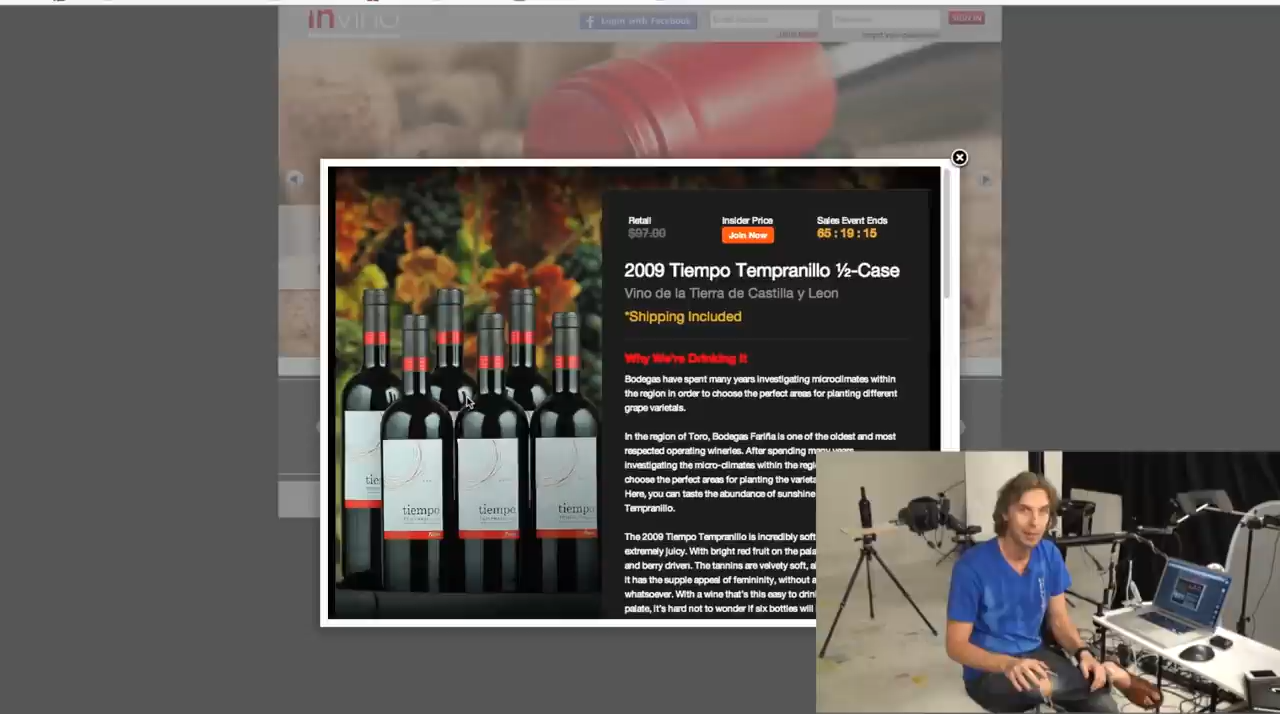 invino
Login with Facebook
SIGN IN
Retail
Insider Price
Sales Event Ends
$97.00
Join Now
65 : 19 : 15
2009 Tiempo Tempranillo ½-Case
Vino de la Tierra de Castilla y Leon
*Shipping Included
Why We're Drinking It
Bodegas have spent many years investigating microclimates within
the region in order to choose the perfect areas for planting different
grape varietals.
In the region of Toro, Bodegas Fariña is one of the oldest and most
respected operating wineries. After spending many years
investigating the micro-climates within the
choose the perfect areas for planting the
Here, you can taste the abundance of sunshine
Tempranillo.
The 2009 Tiempo Tempranillo is incredibly
extremely juicy. With bright red fruit on the
and berry driven. The tannins are velvety soft,
it has the supple appeal of femininity, without
whatsoever. With a wine that's this easy to
palate, it's hard not to wonder if six bottles will
tiempo
tiempo
tiempo